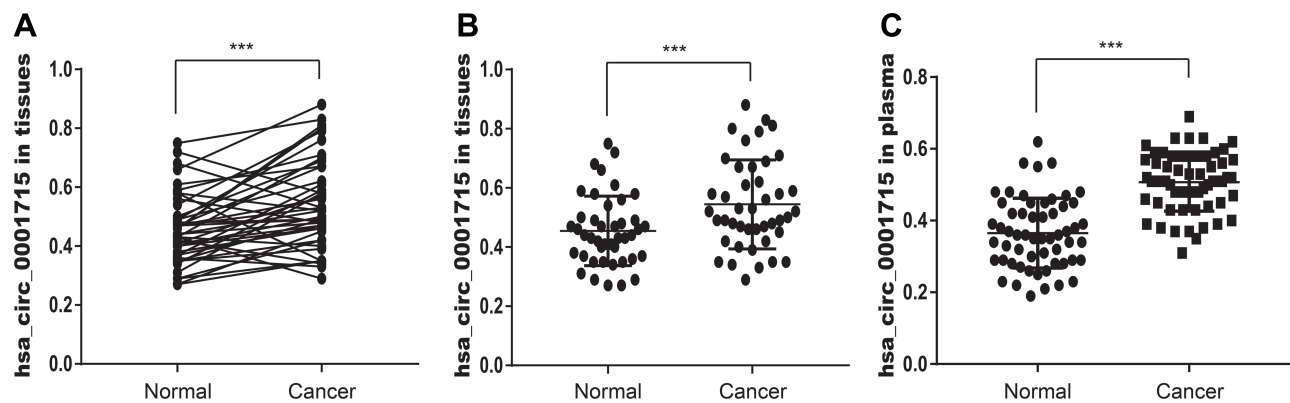 A
hsa_circ_0001715 in tissues
1.0
0.8
0.6
0.4
0.2
0.0
***
Normal
Cancer
B
hsa_circ_0001715 in tissues
1.0
0.8
0.6
0.4
0.2
0.0
***
Normal
Cancer
C
hsa_circ_0001715 in plasma
0.8
0.6
0.4
0.2
0.0
***
Normal
Cancer